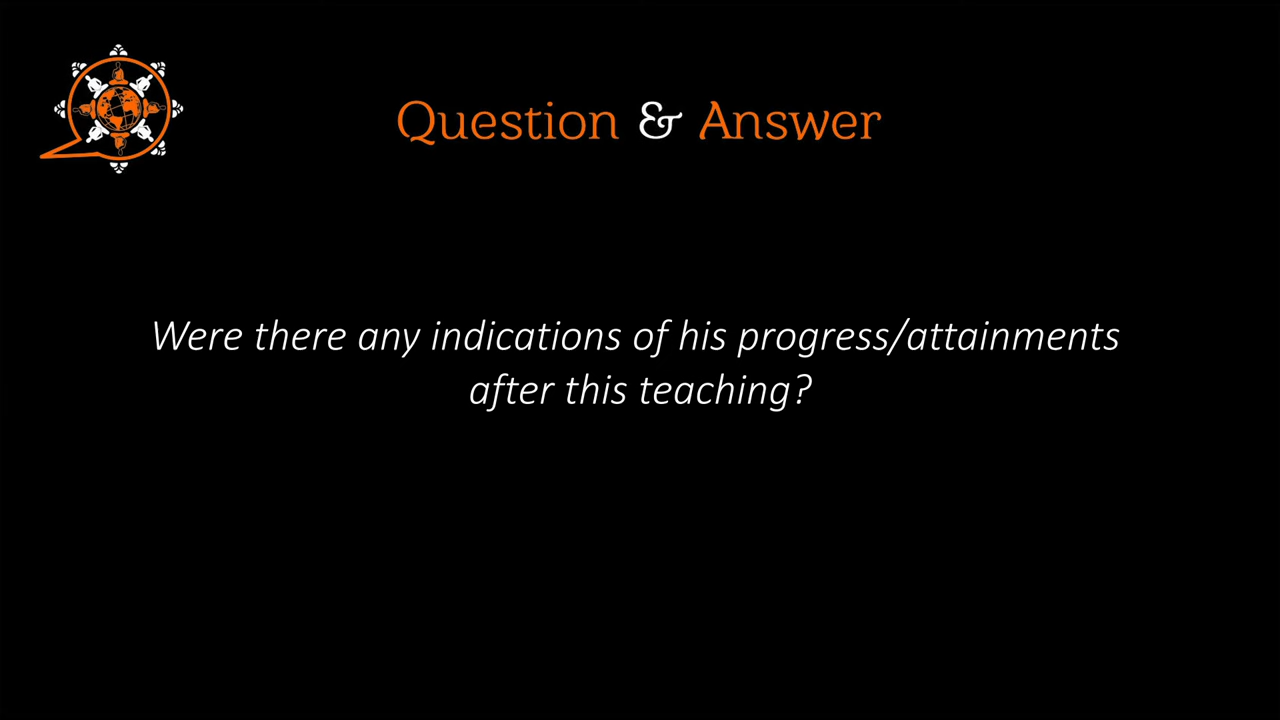 Question & Answer
Were there any indications of his progress/attainments
after this teaching?